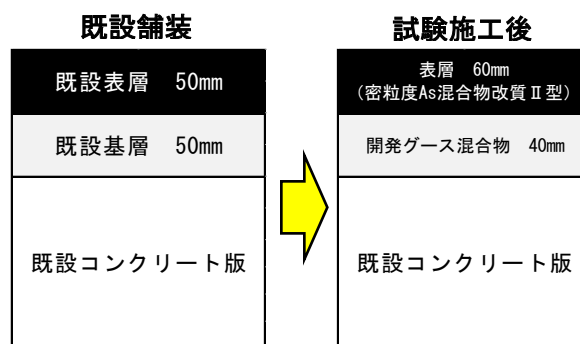 既設舗装
既設表層　50mm
既設基層　50mm
既設コンクリート版
試験施工後
表層　60mm
（密粒度As混合物改質Ⅱ型）
開発グース混合物　40mm
既設コンクリート版